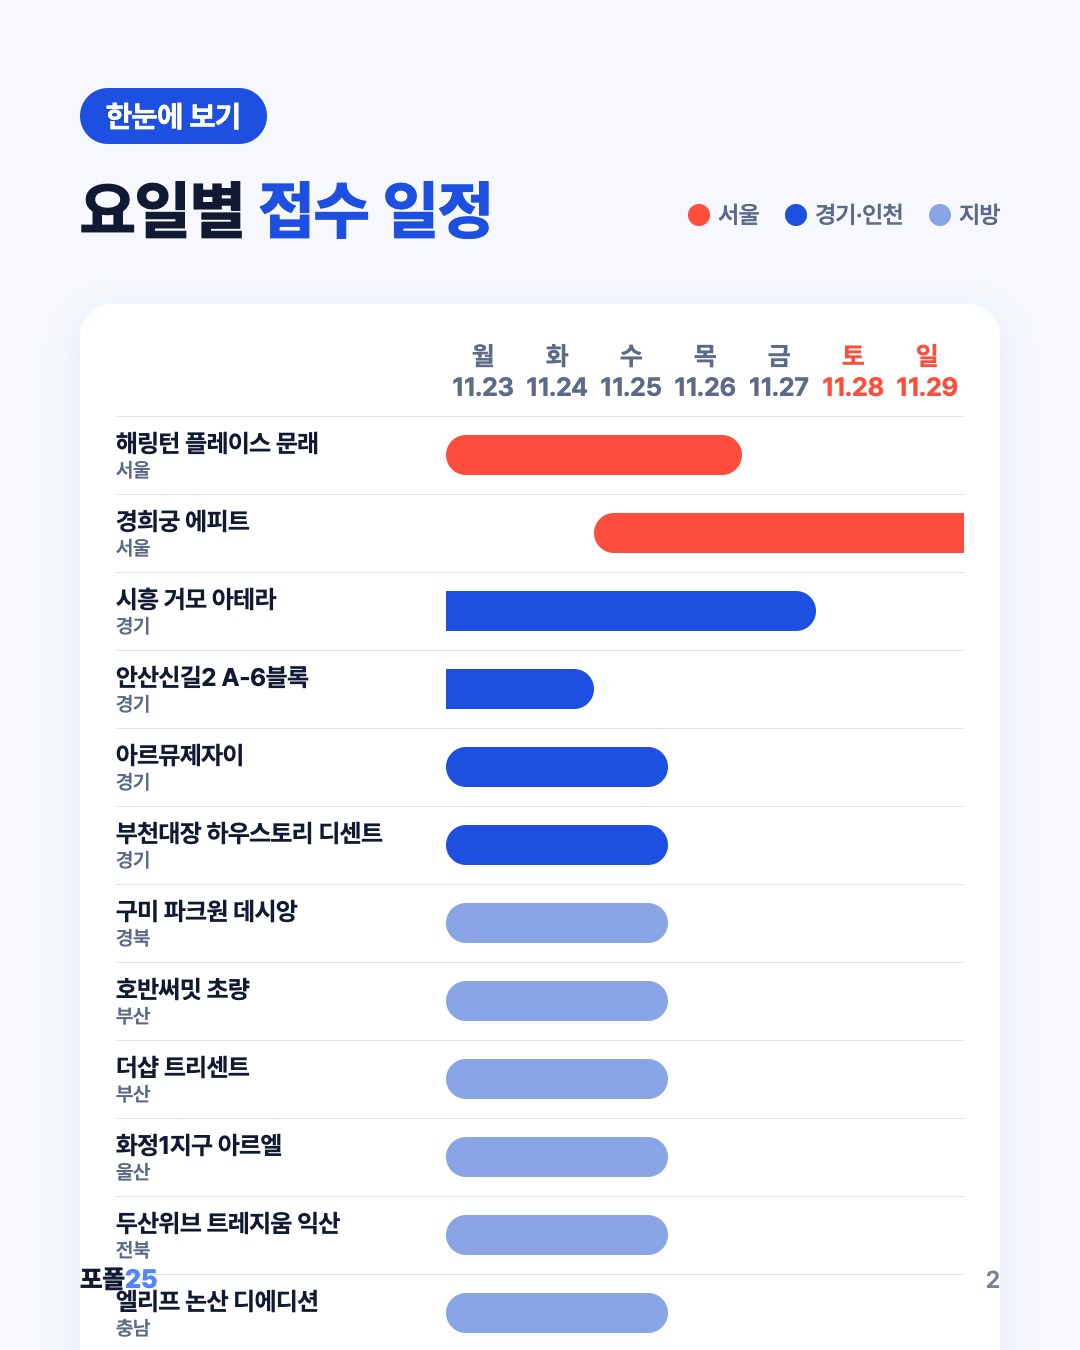 한눈에 보기
요일별 접수 일정
서울 경기·인천 지방
월 화 수 목 금 토 일
11.23 11.24 11.25 11.26 11.27 11.28 11.29
해링턴 플레이스 문래
서울
경희궁 에피트
서울
시흥 거모 아테라
경기
안산신길2 A-6블록
경기
아르뮤제자이
경기
부천대장 하우스토리 디센트
경기
구미 파크원 데시앙
경북
호반써밋 초량
부산
더샵 트리센트
부산
화정1지구 아르엘
울산
두산위브 트레지움 익산
전북
포폴25 2
엘리프 논산 디에디션
충남